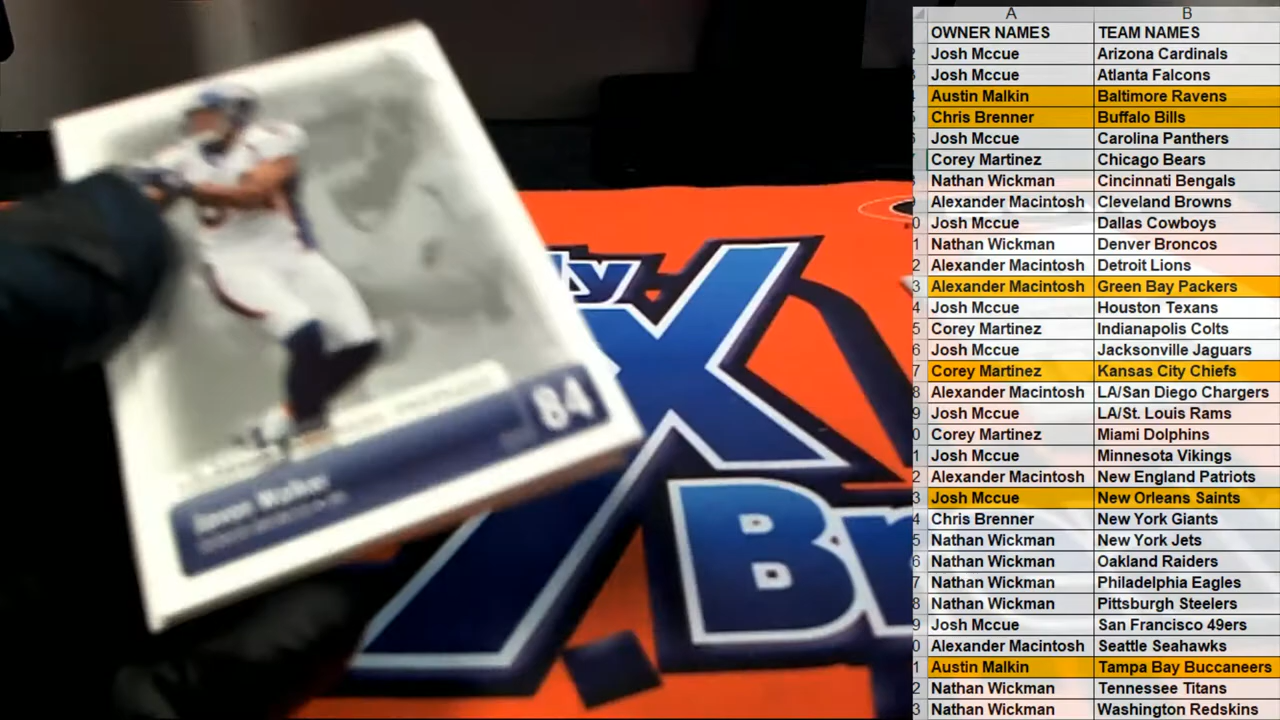 84
ly
X
Br
A B
OWNER NAMES TEAM NAMES
Josh Mccue Arizona Cardinals
Josh Mccue Atlanta Falcons
Austin Malkin Baltimore Ravens
Chris Brenner Buffalo Bills
Josh Mccue Carolina Panthers
Corey Martinez Chicago Bears
Nathan Wickman Cincinnati Bengals
Alexander Macintosh Cleveland Browns
Josh Mccue Dallas Cowboys
Nathan Wickman Denver Broncos
Alexander Macintosh Detroit Lions
Alexander Macintosh Green Bay Packers
Josh Mccue Houston Texans
Corey Martinez Indianapolis Colts
Josh Mccue Jacksonville Jaguars
Corey Martinez Kansas City Chiefs
Alexander Macintosh LA/San Diego Chargers
Josh Mccue LA/St. Louis Rams
Corey Martinez Miami Dolphins
Josh Mccue Minnesota Vikings
Alexander Macintosh New England Patriots
Josh Mccue New Orleans Saints
Chris Brenner New York Giants
Nathan Wickman New York Jets
Nathan Wickman Oakland Raiders
Nathan Wickman Philadelphia Eagles
Nathan Wickman Pittsburgh Steelers
Josh Mccue San Francisco 49ers
Alexander Macintosh Seattle Seahawks
Austin Malkin Tampa Bay Buccaneers
Nathan Wickman Tennessee Titans
Nathan Wickman Washington Redskins